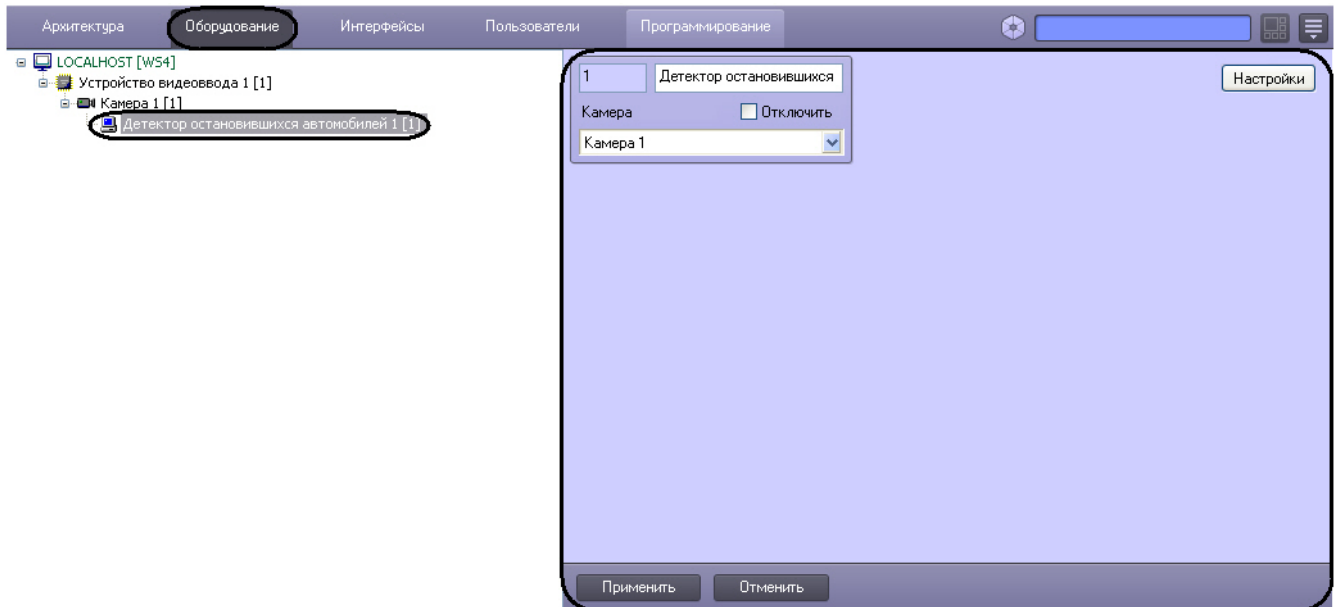 Архитектура Оборудование Интерфейсы Пользователи Программирование
LOCALHOST [WS4]
Устройство видеоввода 1 [1]
Камера 1 [1]
Детектор остановившихся автомобилей 1 [1]
1 Детектор остановившихся
Настройки
Камера Отключить
Камера 1
Применить Отменить